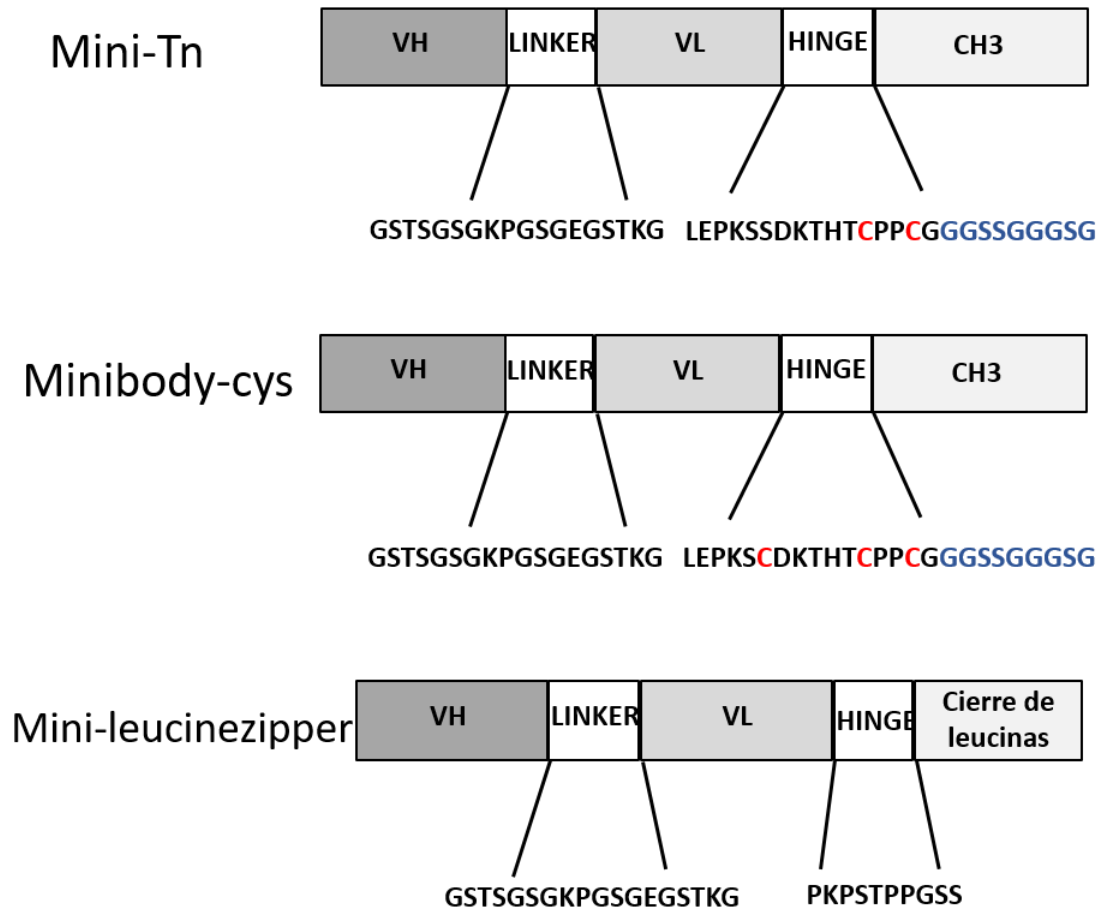 Mini-Tn
VH LINKER VL HINGE CH3
GSTSGSGKPGSGEGSTKG LEPKSSDKTHTCPPCGGGSSGGGSG
Minibody-cys
VH LINKER VL HINGE CH3
GSTSGSGKPGSGEGSTKG LEPKSCDKTHTCPPCGGGSSGGGSG
Mini-leucinezipper
VH LINKER VL HINGE Cierre de
leucinas
GSTSGSGKPGSGEGSTKG PKPSTPPGSS